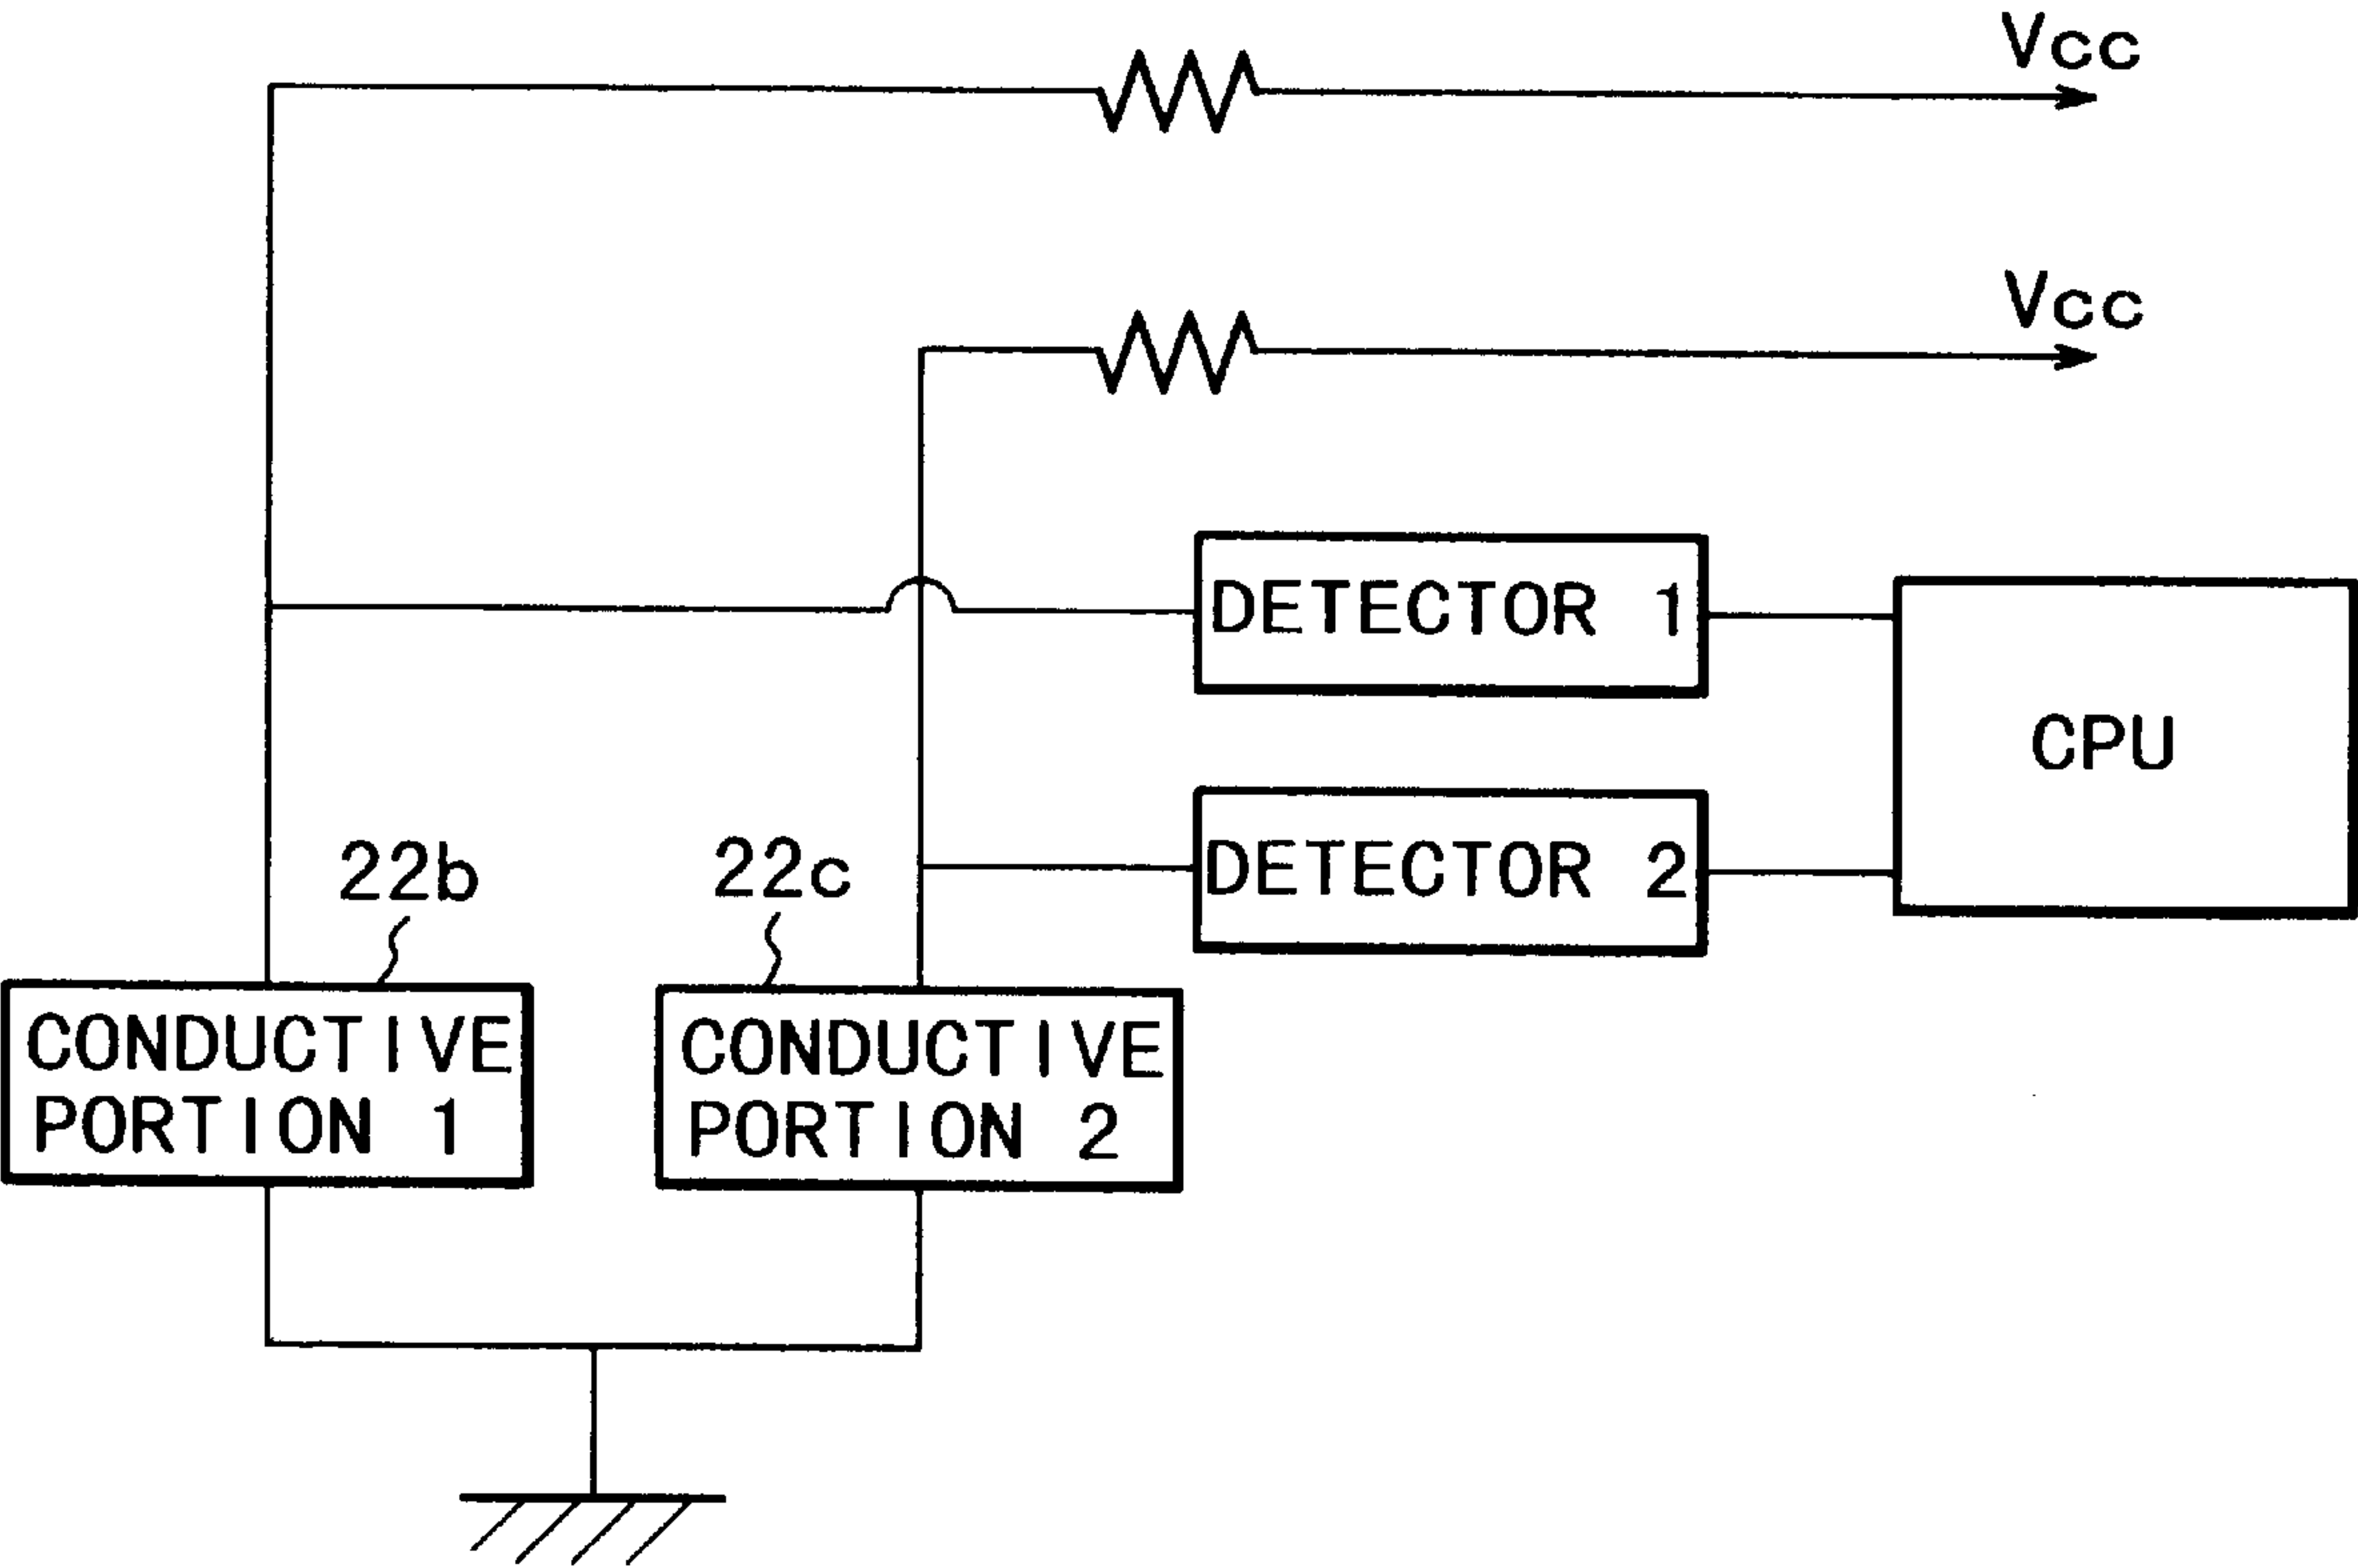 Vcc
Vcc
DETECTOR 1
CPU
DETECTOR 2
22b
22c
CONDUCTIVE
PORTION 1
CONDUCTIVE
PORTION 2